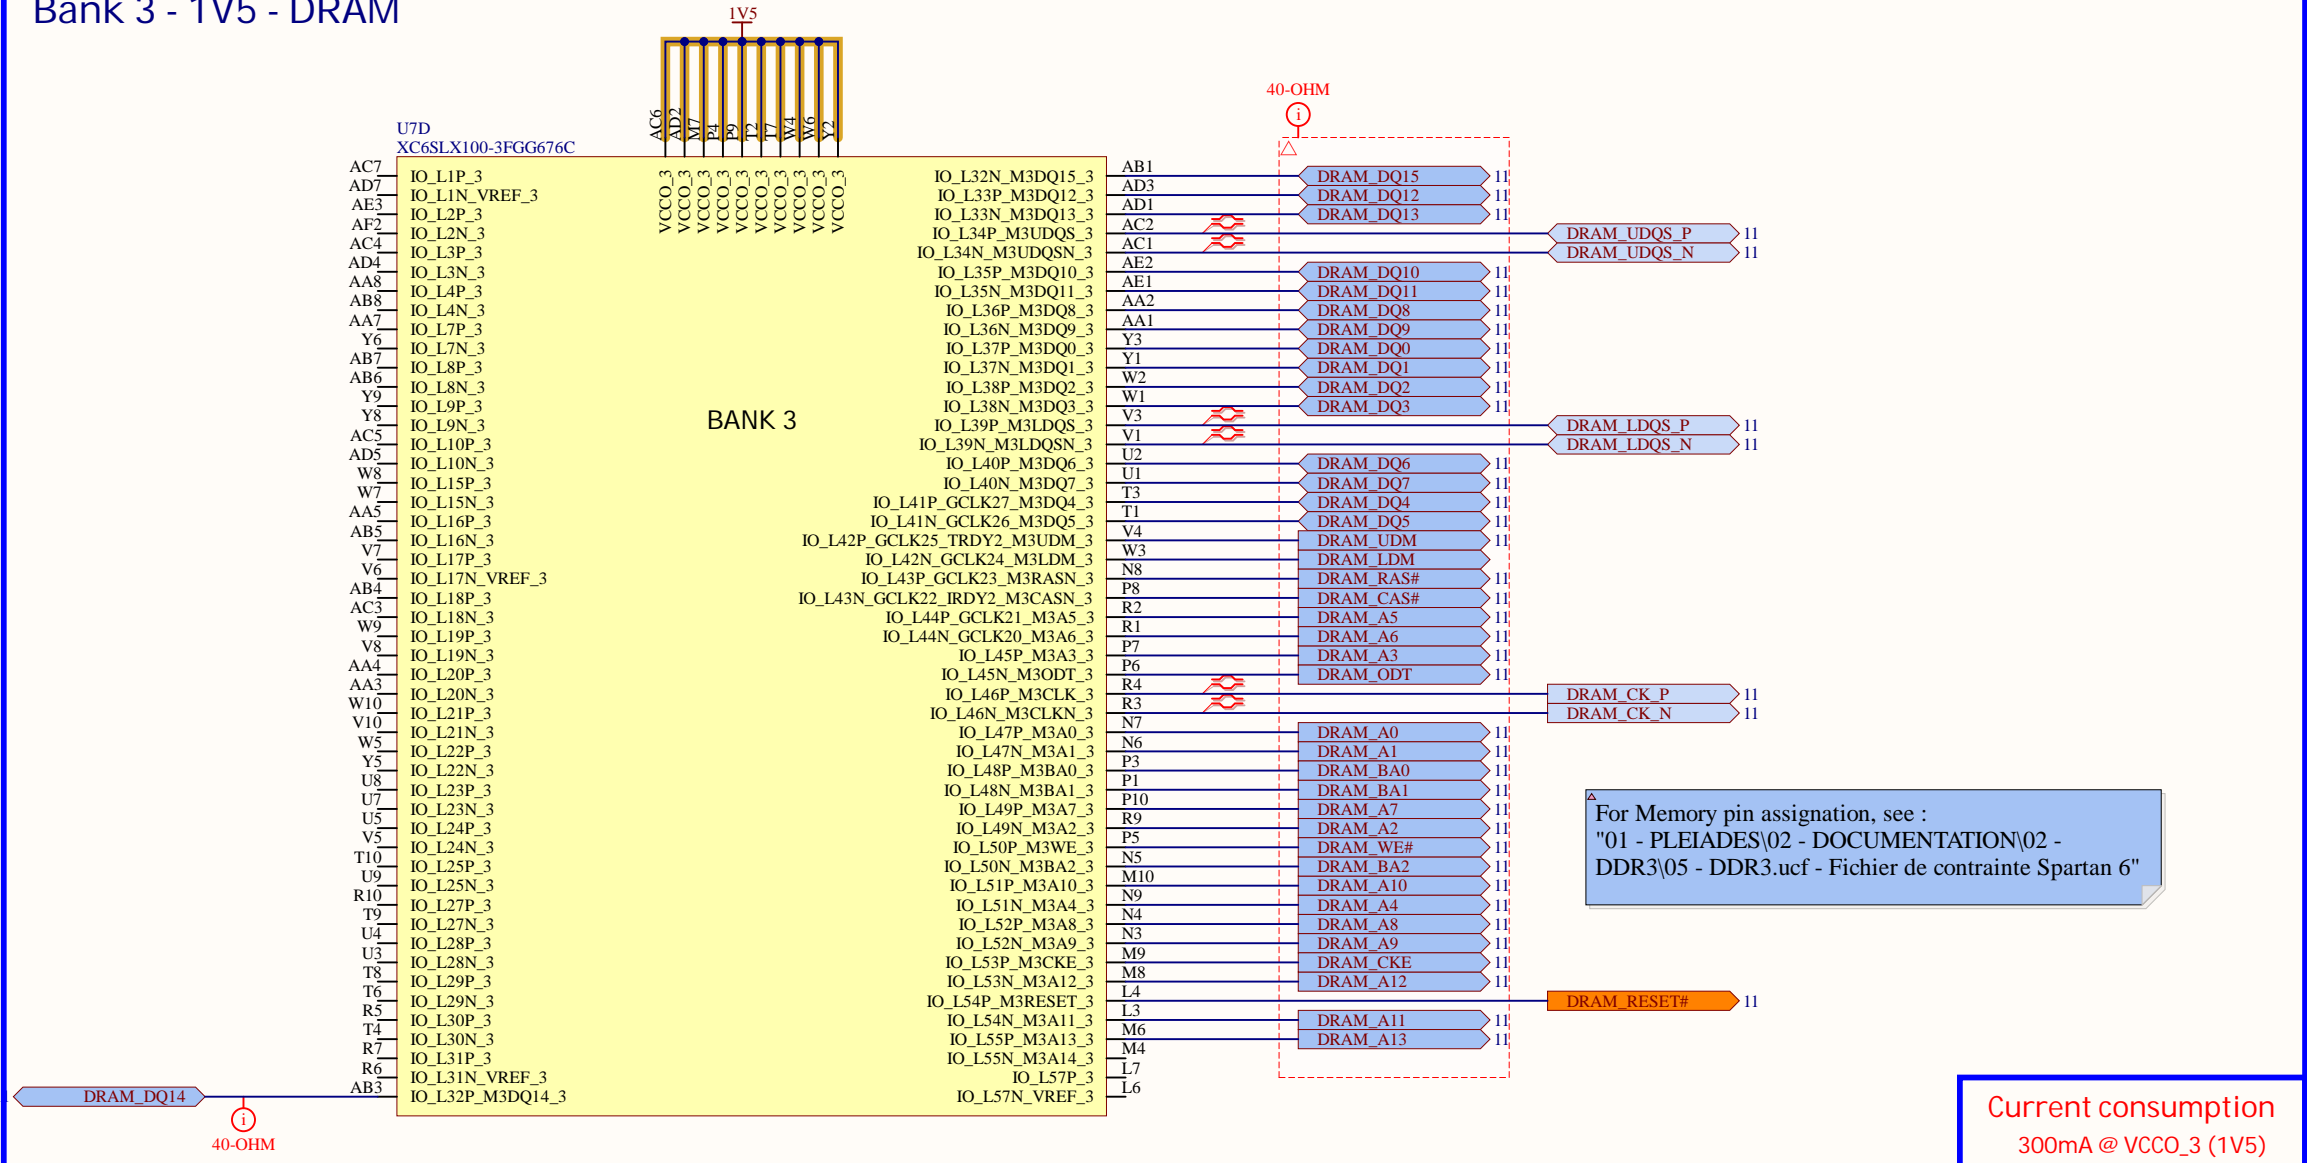 Bank 3 - 1V5 - DRAM
1V5
40-OHM
i
U7D
XC6SLX100-3FGG676C
AC6 AD2 M7 P4 P9 T2 T7 W4 W6 Y2
VCCO_3 VCCO_3 VCCO_3 VCCO_3 VCCO_3 VCCO_3 VCCO_3 VCCO_3 VCCO_3 VCCO_3
BANK 3
AC7 IO_L1P_3 IO_L32N_M3DQ15_3 AB1 DRAM_DQ15 11
AD7 IO_L1N_VREF_3 IO_L33P_M3DQ12_3 AD3 DRAM_DQ12 11
AE3 IO_L2P_3 IO_L33N_M3DQ13_3 AD1 DRAM_DQ13 11
AF2 IO_L2N_3 IO_L34P_M3UDQS_3 AC2 DRAM_UDQS_P 11
AC4 IO_L3P_3 IO_L34N_M3UDQSN_3 AC1 DRAM_UDQS_N 11
AD4 IO_L3N_3 IO_L35P_M3DQ10_3 AE2 DRAM_DQ10 11
AA8 IO_L4P_3 IO_L35N_M3DQ11_3 AE1 DRAM_DQ11 11
AB8 IO_L4N_3 IO_L36P_M3DQ8_3 AA2 DRAM_DQ8 11
AA7 IO_L7P_3 IO_L36N_M3DQ9_3 AA1 DRAM_DQ9 11
Y6 IO_L7N_3 IO_L37P_M3DQ0_3 Y3 DRAM_DQ0 11
AB7 IO_L8P_3 IO_L37N_M3DQ1_3 Y1 DRAM_DQ1 11
AB6 IO_L8N_3 IO_L38P_M3DQ2_3 W2 DRAM_DQ2 11
Y9 IO_L9P_3 IO_L38N_M3DQ3_3 W1 DRAM_DQ3 11
Y8 IO_L9N_3 IO_L39P_M3LDQS_3 V3 DRAM_LDQS_P 11
AC5 IO_L10P_3 IO_L39N_M3LDQSN_3 V1 DRAM_LDQS_N 11
AD5 IO_L10N_3 IO_L40P_M3DQ6_3 U2 DRAM_DQ6 11
W8 IO_L15P_3 IO_L40N_M3DQ7_3 U1 DRAM_DQ7 11
W7 IO_L15N_3 IO_L41P_GCLK27_M3DQ4_3 T3 DRAM_DQ4 11
AA5 IO_L16P_3 IO_L41N_GCLK26_M3DQ5_3 T1 DRAM_DQ5 11
AB5 IO_L16N_3 IO_L42P_GCLK25_TRDY2_M3UDM_3 V4 DRAM_UDM 11
V7 IO_L17P_3 IO_L42N_GCLK24_M3LDM_3 W3 DRAM_LDM
V6 IO_L17N_VREF_3 IO_L43P_GCLK23_M3RASN_3 N8 DRAM_RAS# 11
AB4 IO_L18P_3 IO_L43N_GCLK22_IRDY2_M3CASN_3 P8 DRAM_CAS# 11
AC3 IO_L18N_3 IO_L44P_GCLK21_M3A5_3 R2 DRAM_A5 11
W9 IO_L19P_3 IO_L44N_GCLK20_M3A6_3 R1 DRAM_A6 11
V8 IO_L19N_3 IO_L45P_M3A3_3 P7 DRAM_A3 11
AA4 IO_L20P_3 IO_L45N_M3ODT_3 P6 DRAM_ODT 11
AA3 IO_L20N_3 IO_L46P_M3CLK_3 R4 DRAM_CK_P 11
W10 IO_L21P_3 IO_L46N_M3CLKN_3 R3 DRAM_CK_N 11
V10 IO_L21N_3 IO_L47P_M3A0_3 N7 DRAM_A0 11
W5 IO_L22P_3 IO_L47N_M3A1_3 N6 DRAM_A1 11
Y5 IO_L22N_3 IO_L48P_M3BA0_3 P3 DRAM_BA0 11
U8 IO_L23P_3 IO_L48N_M3BA1_3 P1 DRAM_BA1 11
U7 IO_L23N_3 IO_L49P_M3A7_3 P10 DRAM_A7 11
U5 IO_L24P_3 IO_L49N_M3A2_3 R9 DRAM_A2 11
V5 IO_L24N_3 IO_L50P_M3WE_3 P5 DRAM_WE# 11
T10 IO_L25P_3 IO_L50N_M3BA2_3 N5 DRAM_BA2 11
U9 IO_L25N_3 IO_L51P_M3A10_3 M10 DRAM_A10 11
R10 IO_L27P_3 IO_L51N_M3A4_3 N9 DRAM_A4 11
T9 IO_L27N_3 IO_L52P_M3A8_3 N4 DRAM_A8 11
U4 IO_L28P_3 IO_L52N_M3A9_3 N3 DRAM_A9 11
U3 IO_L28N_3 IO_L53P_M3CKE_3 M9 DRAM_CKE 11
T8 IO_L29P_3 IO_L53N_M3A12_3 M8 DRAM_A12 11
T6 IO_L29N_3 IO_L54P_M3RESET_3 L4 DRAM_RESET# 11
R5 IO_L30P_3 IO_L54N_M3A11_3 L3 DRAM_A11 11
T4 IO_L30N_3 IO_L55P_M3A13_3 M6 DRAM_A13 11
R7 IO_L31P_3 IO_L55N_M3A14_3 M4
R6 IO_L31N_VREF_3 IO_L57P_3 L7
DRAM_DQ14 AB3 IO_L32P_M3DQ14_3 IO_L57N_VREF_3 L6
i
40-OHM
For Memory pin assignation, see :
"01 - PLEIADES\02 - DOCUMENTATION\02 -
DDR3\05 - DDR3.ucf - Fichier de contrainte Spartan 6"
Current consumption
300mA @ VCCO_3 (1V5)